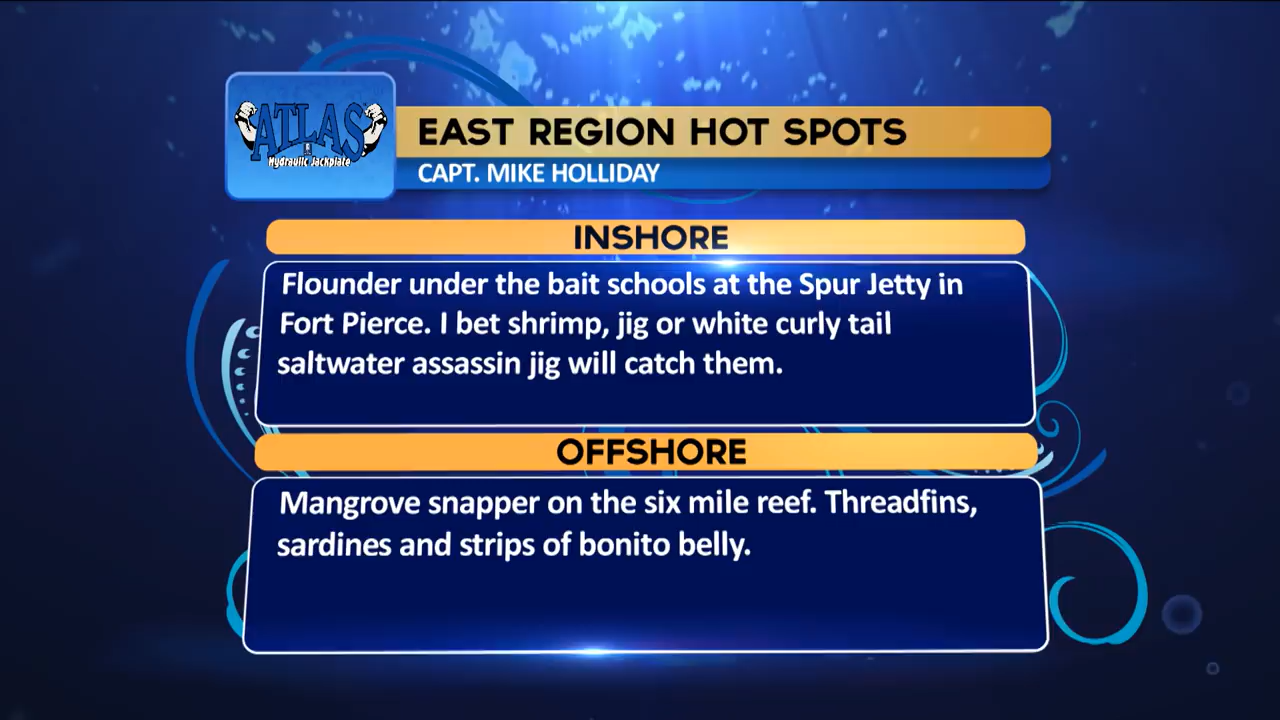 ATLAS
Hydraulic Jackplate
EAST REGION HOT SPOTS
CAPT. MIKE HOLLIDAY
INSHORE
Flounder under the bait schools at the Spur Jetty in
Fort Pierce. I bet shrimp, jig or white curly tail
saltwater assassin jig will catch them.
OFFSHORE
Mangrove snapper on the six mile reef. Threadfins,
sardines and strips of bonito belly.